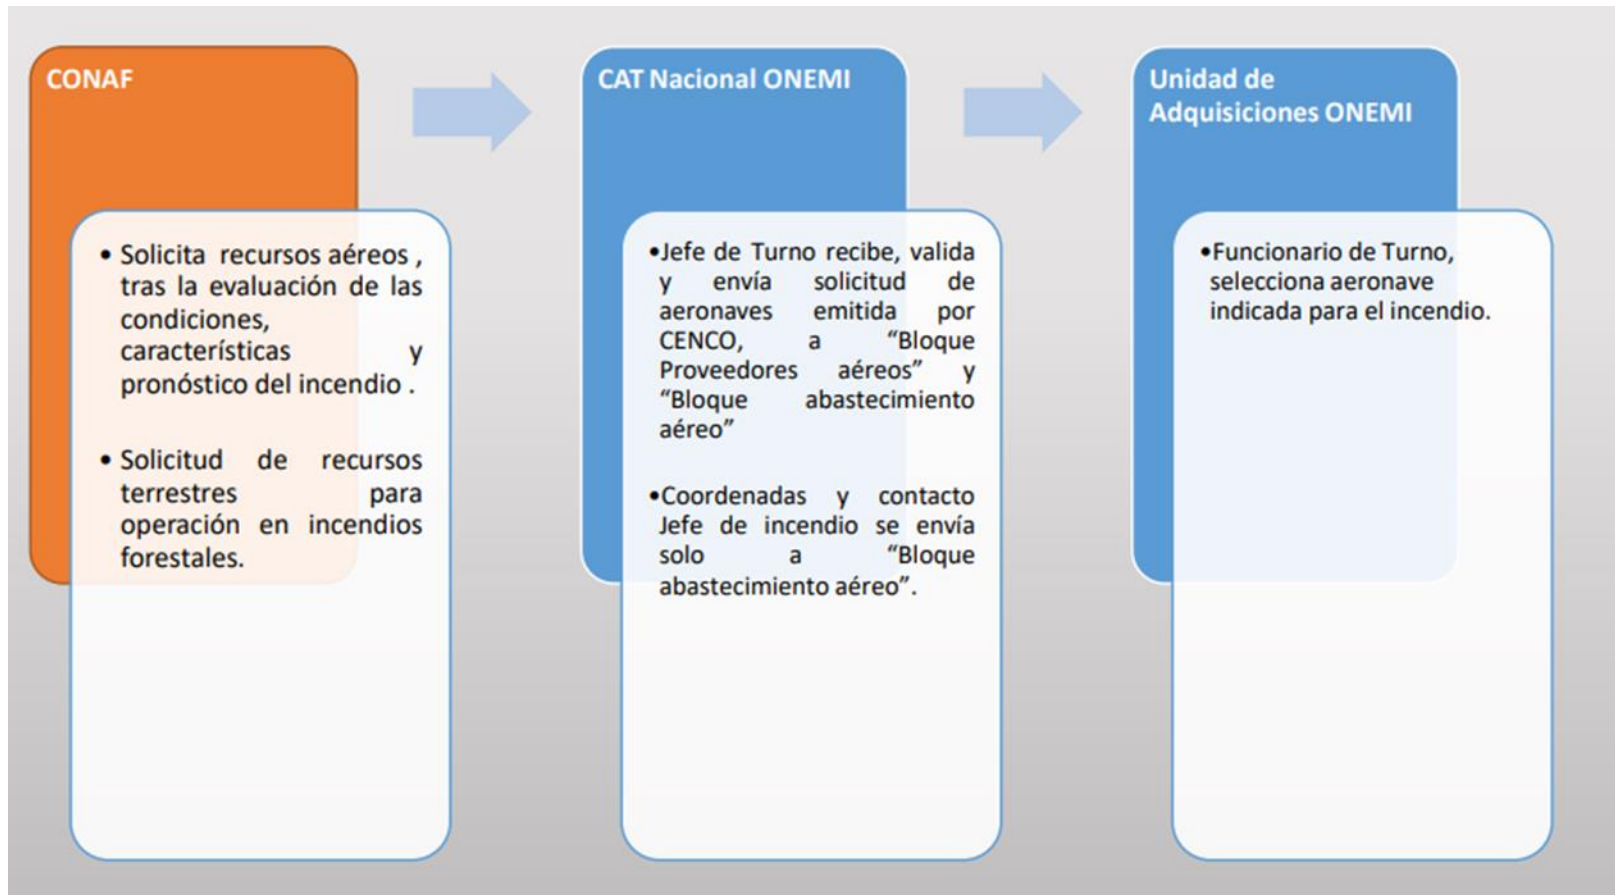 CONAF
• Solicita recursos aéreos ,
tras la evaluación de las
condiciones,
características y
pronóstico del incendio .
• Solicitud de recursos
terrestres para
operación en incendios
forestales.
CAT Nacional ONEMI
•Jefe de Turno recibe, valida
y envía solicitud de
aeronaves emitida por
CENCO, a “Bloque
Proveedores aéreos” y
“Bloque abastecimiento
aéreo”
•Coordenadas y contacto
Jefe de incendio se envía
solo a “Bloque
abastecimiento aéreo”.
Unidad de
Adquisiciones ONEMI
•Funcionario de Turno,
selecciona aeronave
indicada para el incendio.